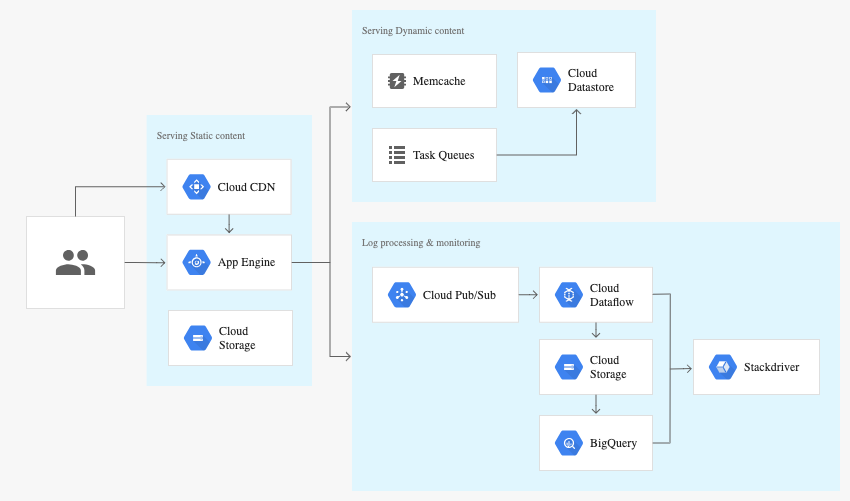 Serving Dynamic content
Memcache
Cloud
Datastore
Task Queues
Serving Static content
Cloud CDN
App Engine
Cloud
Storage
Log processing & monitoring
Cloud Pub/Sub
Cloud
Dataflow
Cloud
Storage
Stackdriver
BigQuery